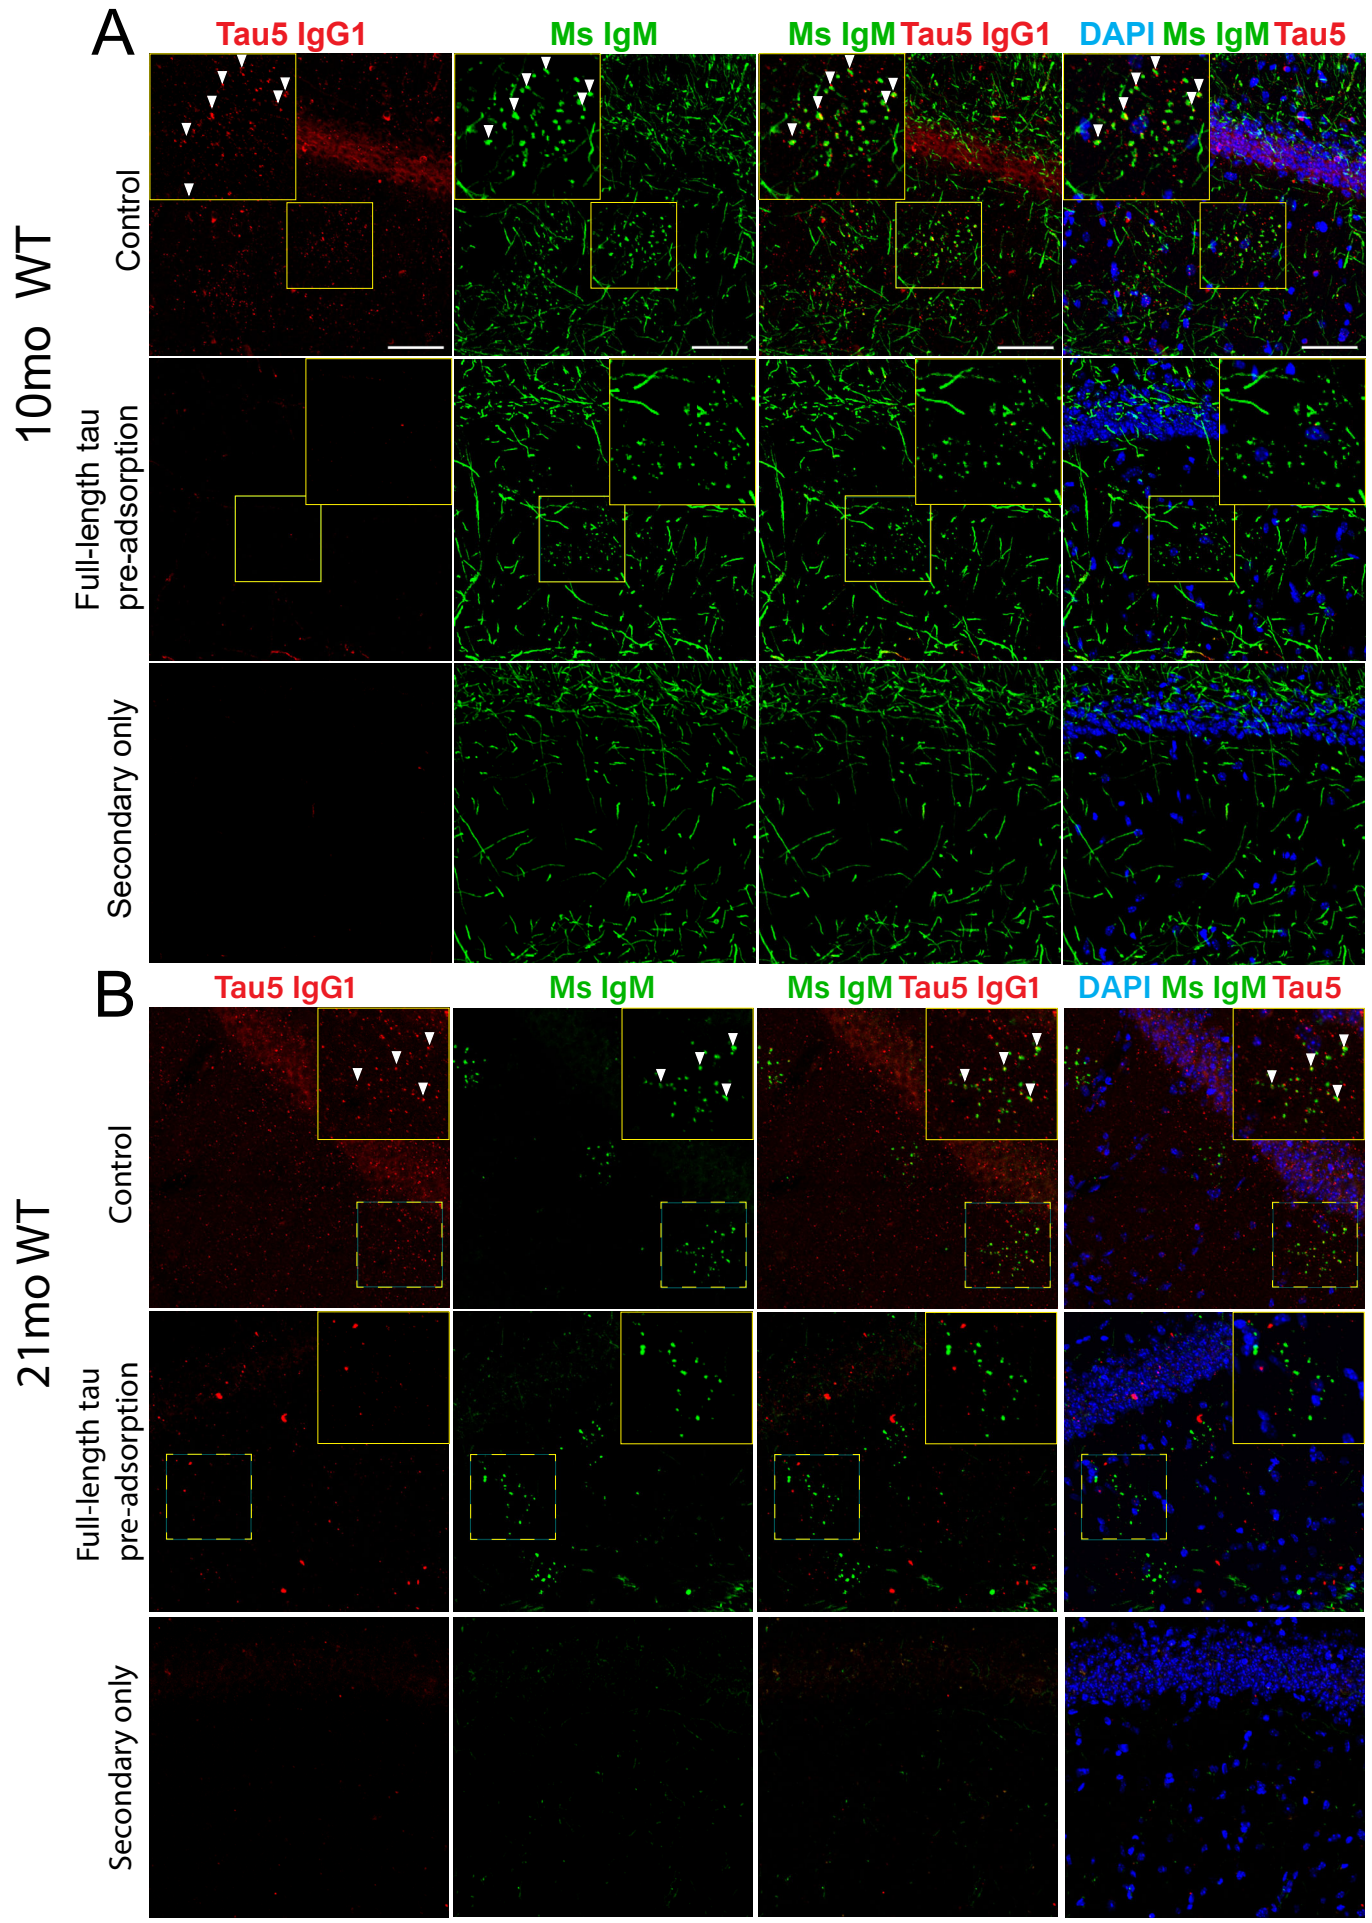 A
Tau5 IgG1
Ms IgM
Ms IgM Tau5 IgG1
DAPI Ms IgM Tau5
10mo WT
Control
Full-length tau
pre-adsorption
Secondary only
B
Tau5 IgG1
Ms IgM
Ms IgM Tau5 IgG1
DAPI Ms IgM Tau5
21mo WT
Control
Full-length tau
pre-adsorption
Secondary only